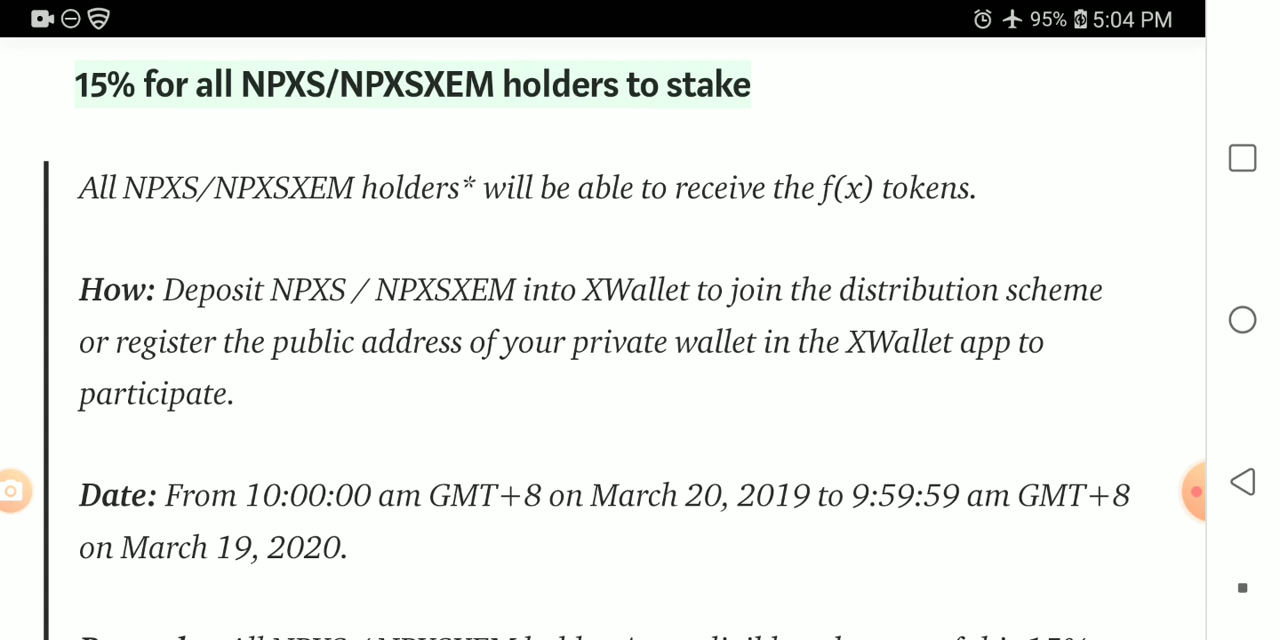 95% 5:04 PM
15% for all NPXS/NPXSXEM holders to stake
All NPXS/NPXSXEM holders* will be able to receive the f(x) tokens.
How: Deposit NPXS / NPXSXEM into XWallet to join the distribution scheme
or register the public address of your private wallet in the XWallet app to
participate.
Date: From 10:00:00 am GMT+8 on March 20, 2019 to 9:59:59 am GMT+8
on March 19, 2020.